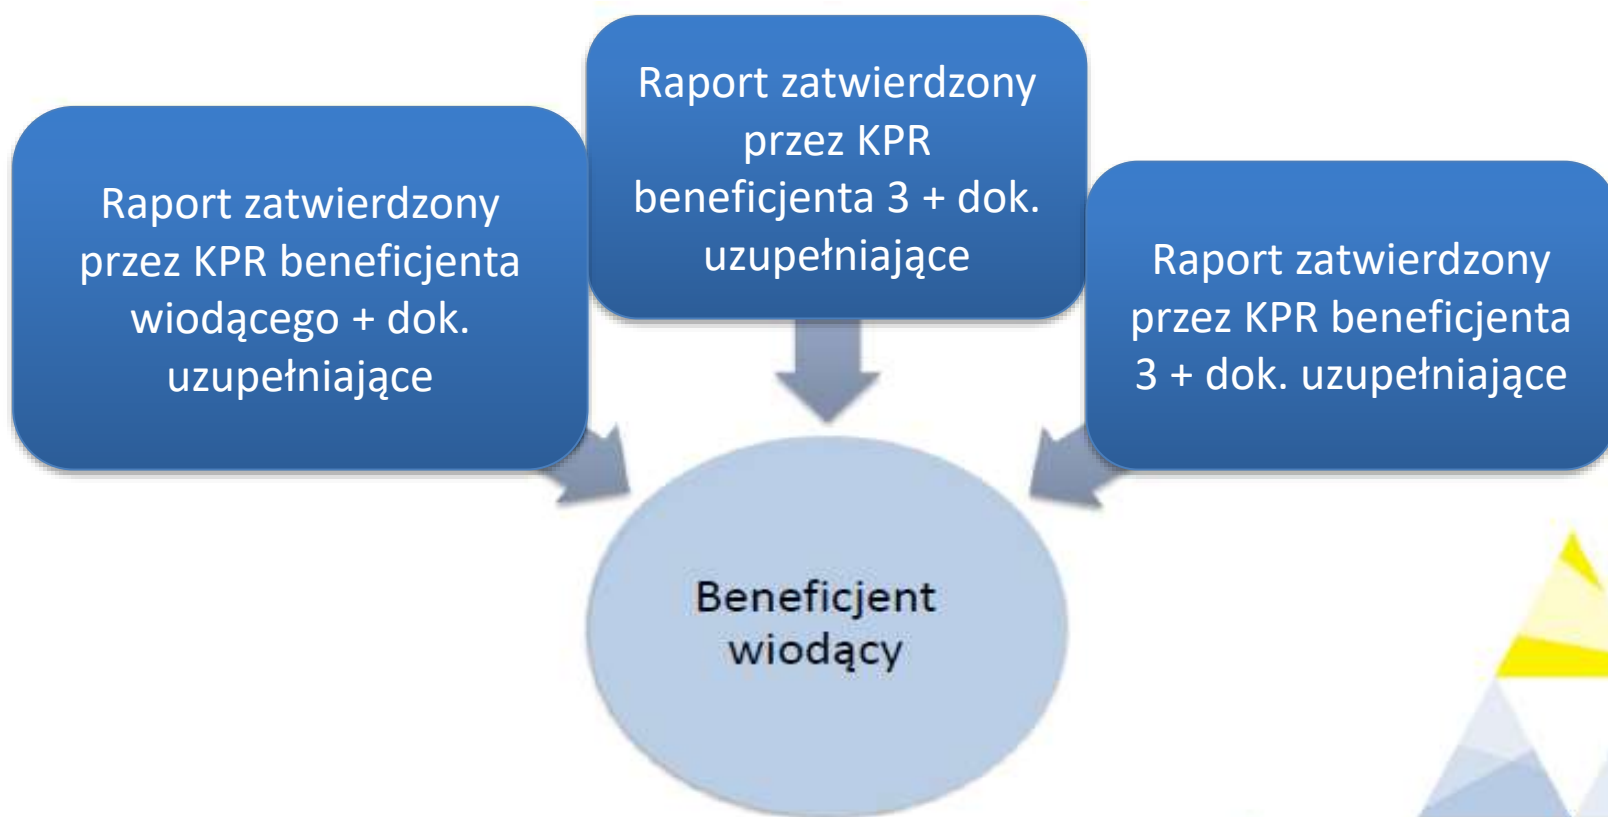 Raport zatwierdzony
przez KPR beneficjenta
wiodącego + dok.
uzupełniające
Raport zatwierdzony
przez KPR
beneficjenta 3 + dok.
uzupełniające
Raport zatwierdzony
przez KPR beneficjenta
3 + dok. uzupełniające
Beneficjent
wiodący